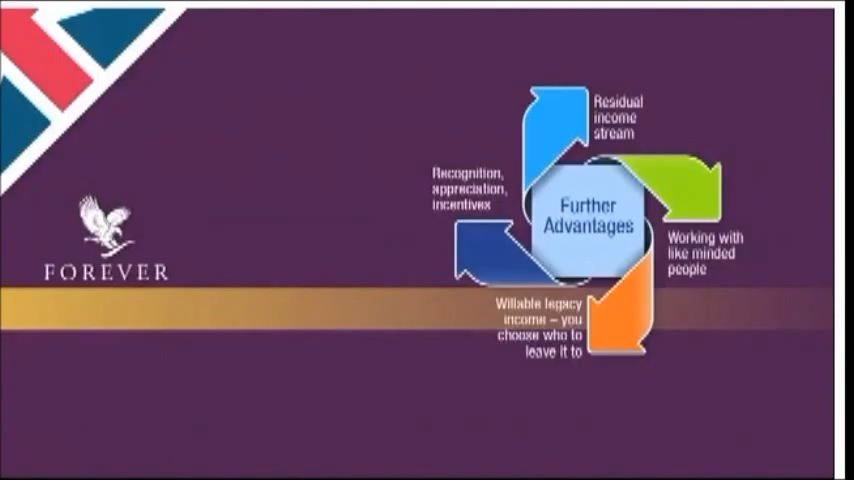 FOREVER
Further
Advantages
Residual
income
stream
Working with
like minded
people
Willable legacy
income – you
choose who to
leave it to
Recognition,
appreciation,
incentives